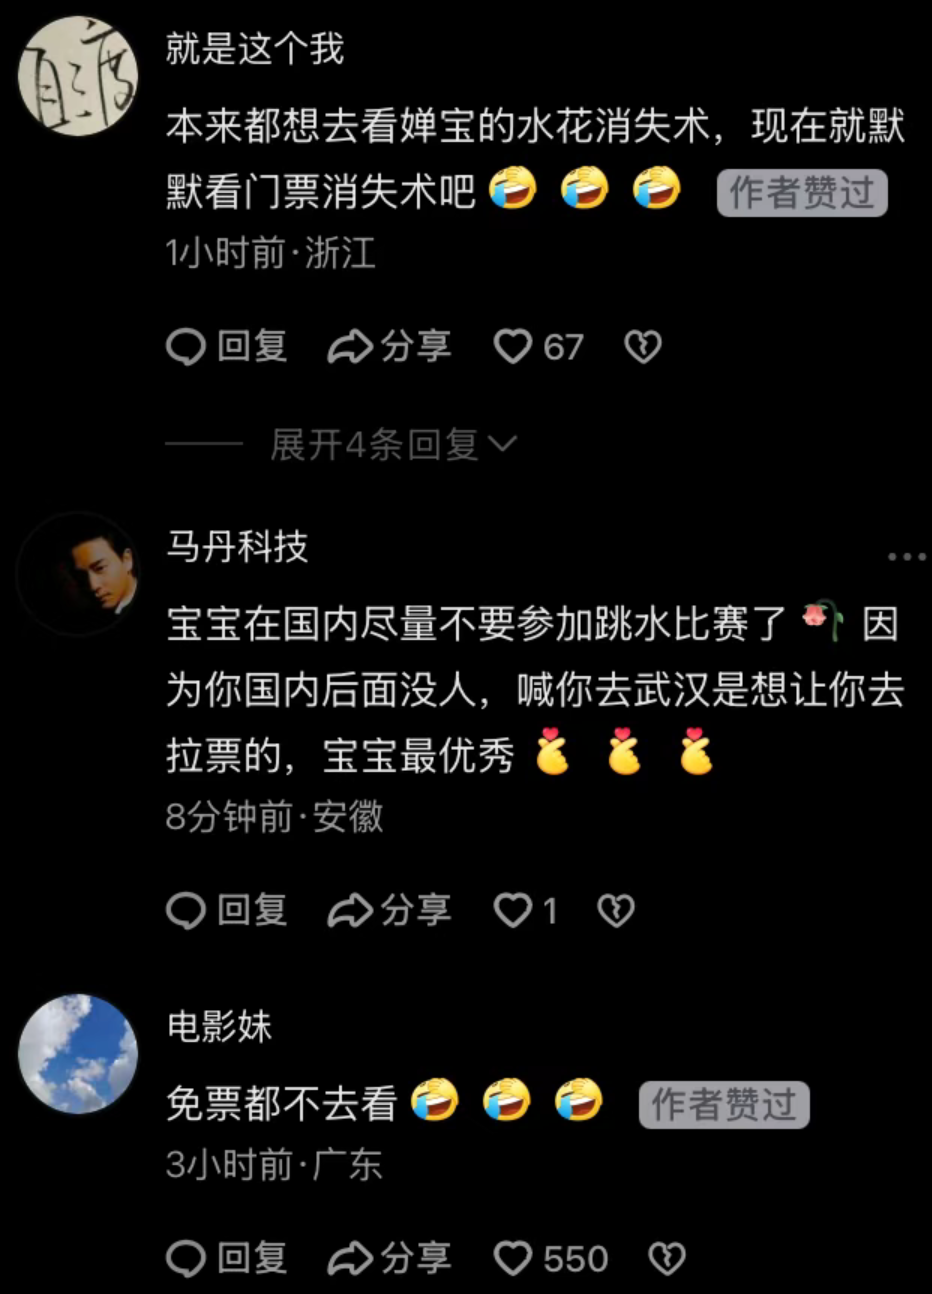 就是这个我
本来都想去看婵宝的水花消失术，现在就默
默看门票消失术吧🤣🤣🤣 作者赞过
1小时前·浙江
回复 分享 67
展开4条回复
马丹科技
宝宝在国内尽量不要参加跳水比赛了🥀因
为你国内后面没人，喊你去武汉是想让你去
拉票的，宝宝最优秀🫰🫰🫰
8分钟前·安徽
回复 分享 1
电影妹
免票都不去看🤣🤣🤣 作者赞过
3小时前·广东
回复 分享 550